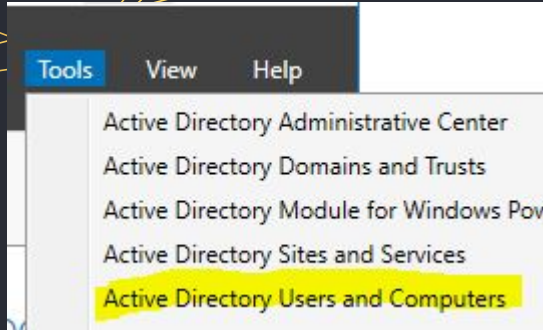 Tools View Help
Active Directory Administrative Center
Active Directory Domains and Trusts
Active Directory Module for Windows Pow
Active Directory Sites and Services
Active Directory Users and Computers